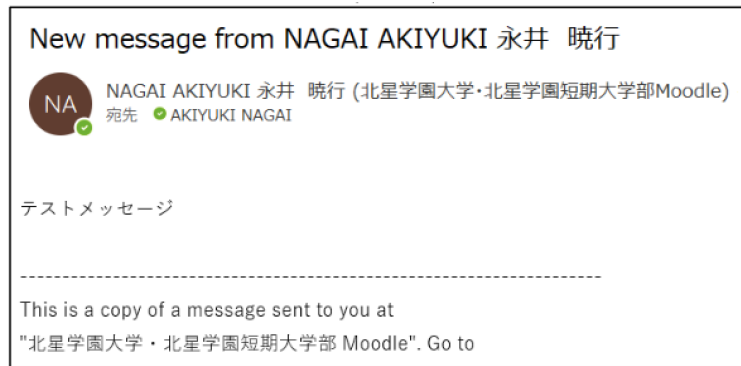 New message from NAGAI AKIYUKI 永井　暁行
NA
NAGAI AKIYUKI 永井　暁行 (北星学園大学・北星学園短期大学部Moodle)
宛先 AKIYUKI NAGAI
テストメッセージ
---------------------------------------------------------------------
This is a copy of a message sent to you at
"北星学園大学・北星学園短期大学部 Moodle". Go to